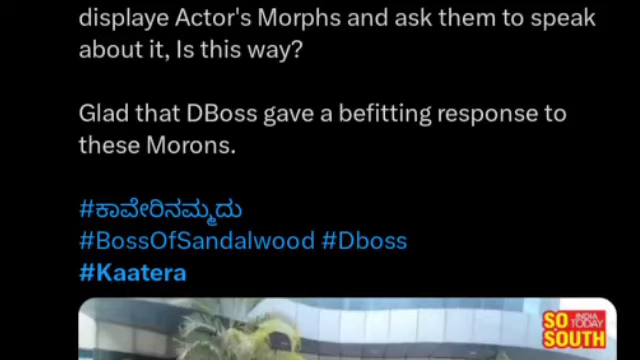 displaye Actor's Morphs and ask them to speak
about it, Is this way?
Glad that DBoss gave a befitting response to
these Morons.
#ಕಾವೇರಿನಮ್ಮದು
#BossOfSandalwood #Dboss
#Kaatera
SO INDIA TODAY
SOUTH